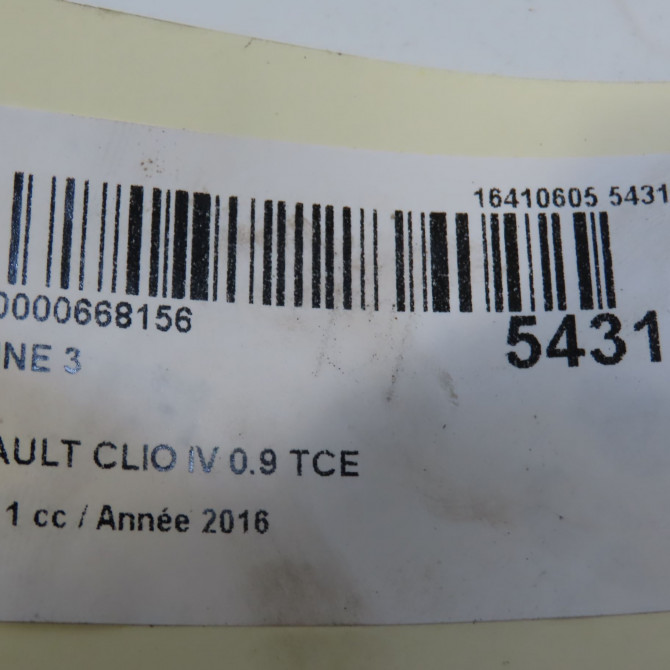 16410605 5431
0000668156
5431
NE 3
AULT CLIO IV 0.9 TCE
1 cc / Année 2016